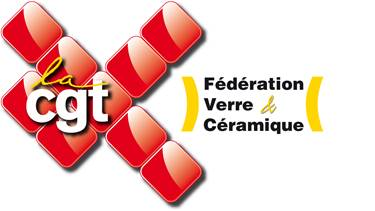 la
cgt
Fédération
Verre &
Céramique